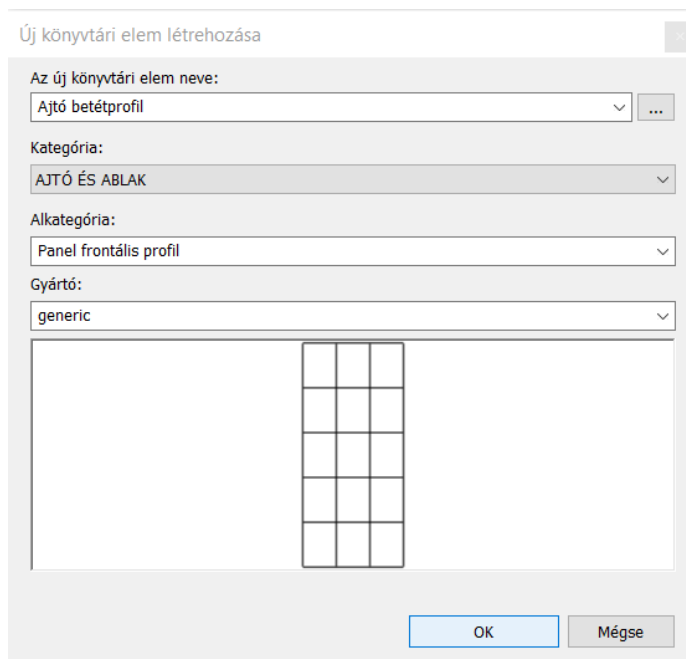 Új könyvtári elem létrehozása
Az új könyvtári elem neve:
Ajtó betétprofil
...
Kategória:
AJTÓ ÉS ABLAK
Alkategória:
Panel frontális profil
Gyártó:
generic
OK
Mégse